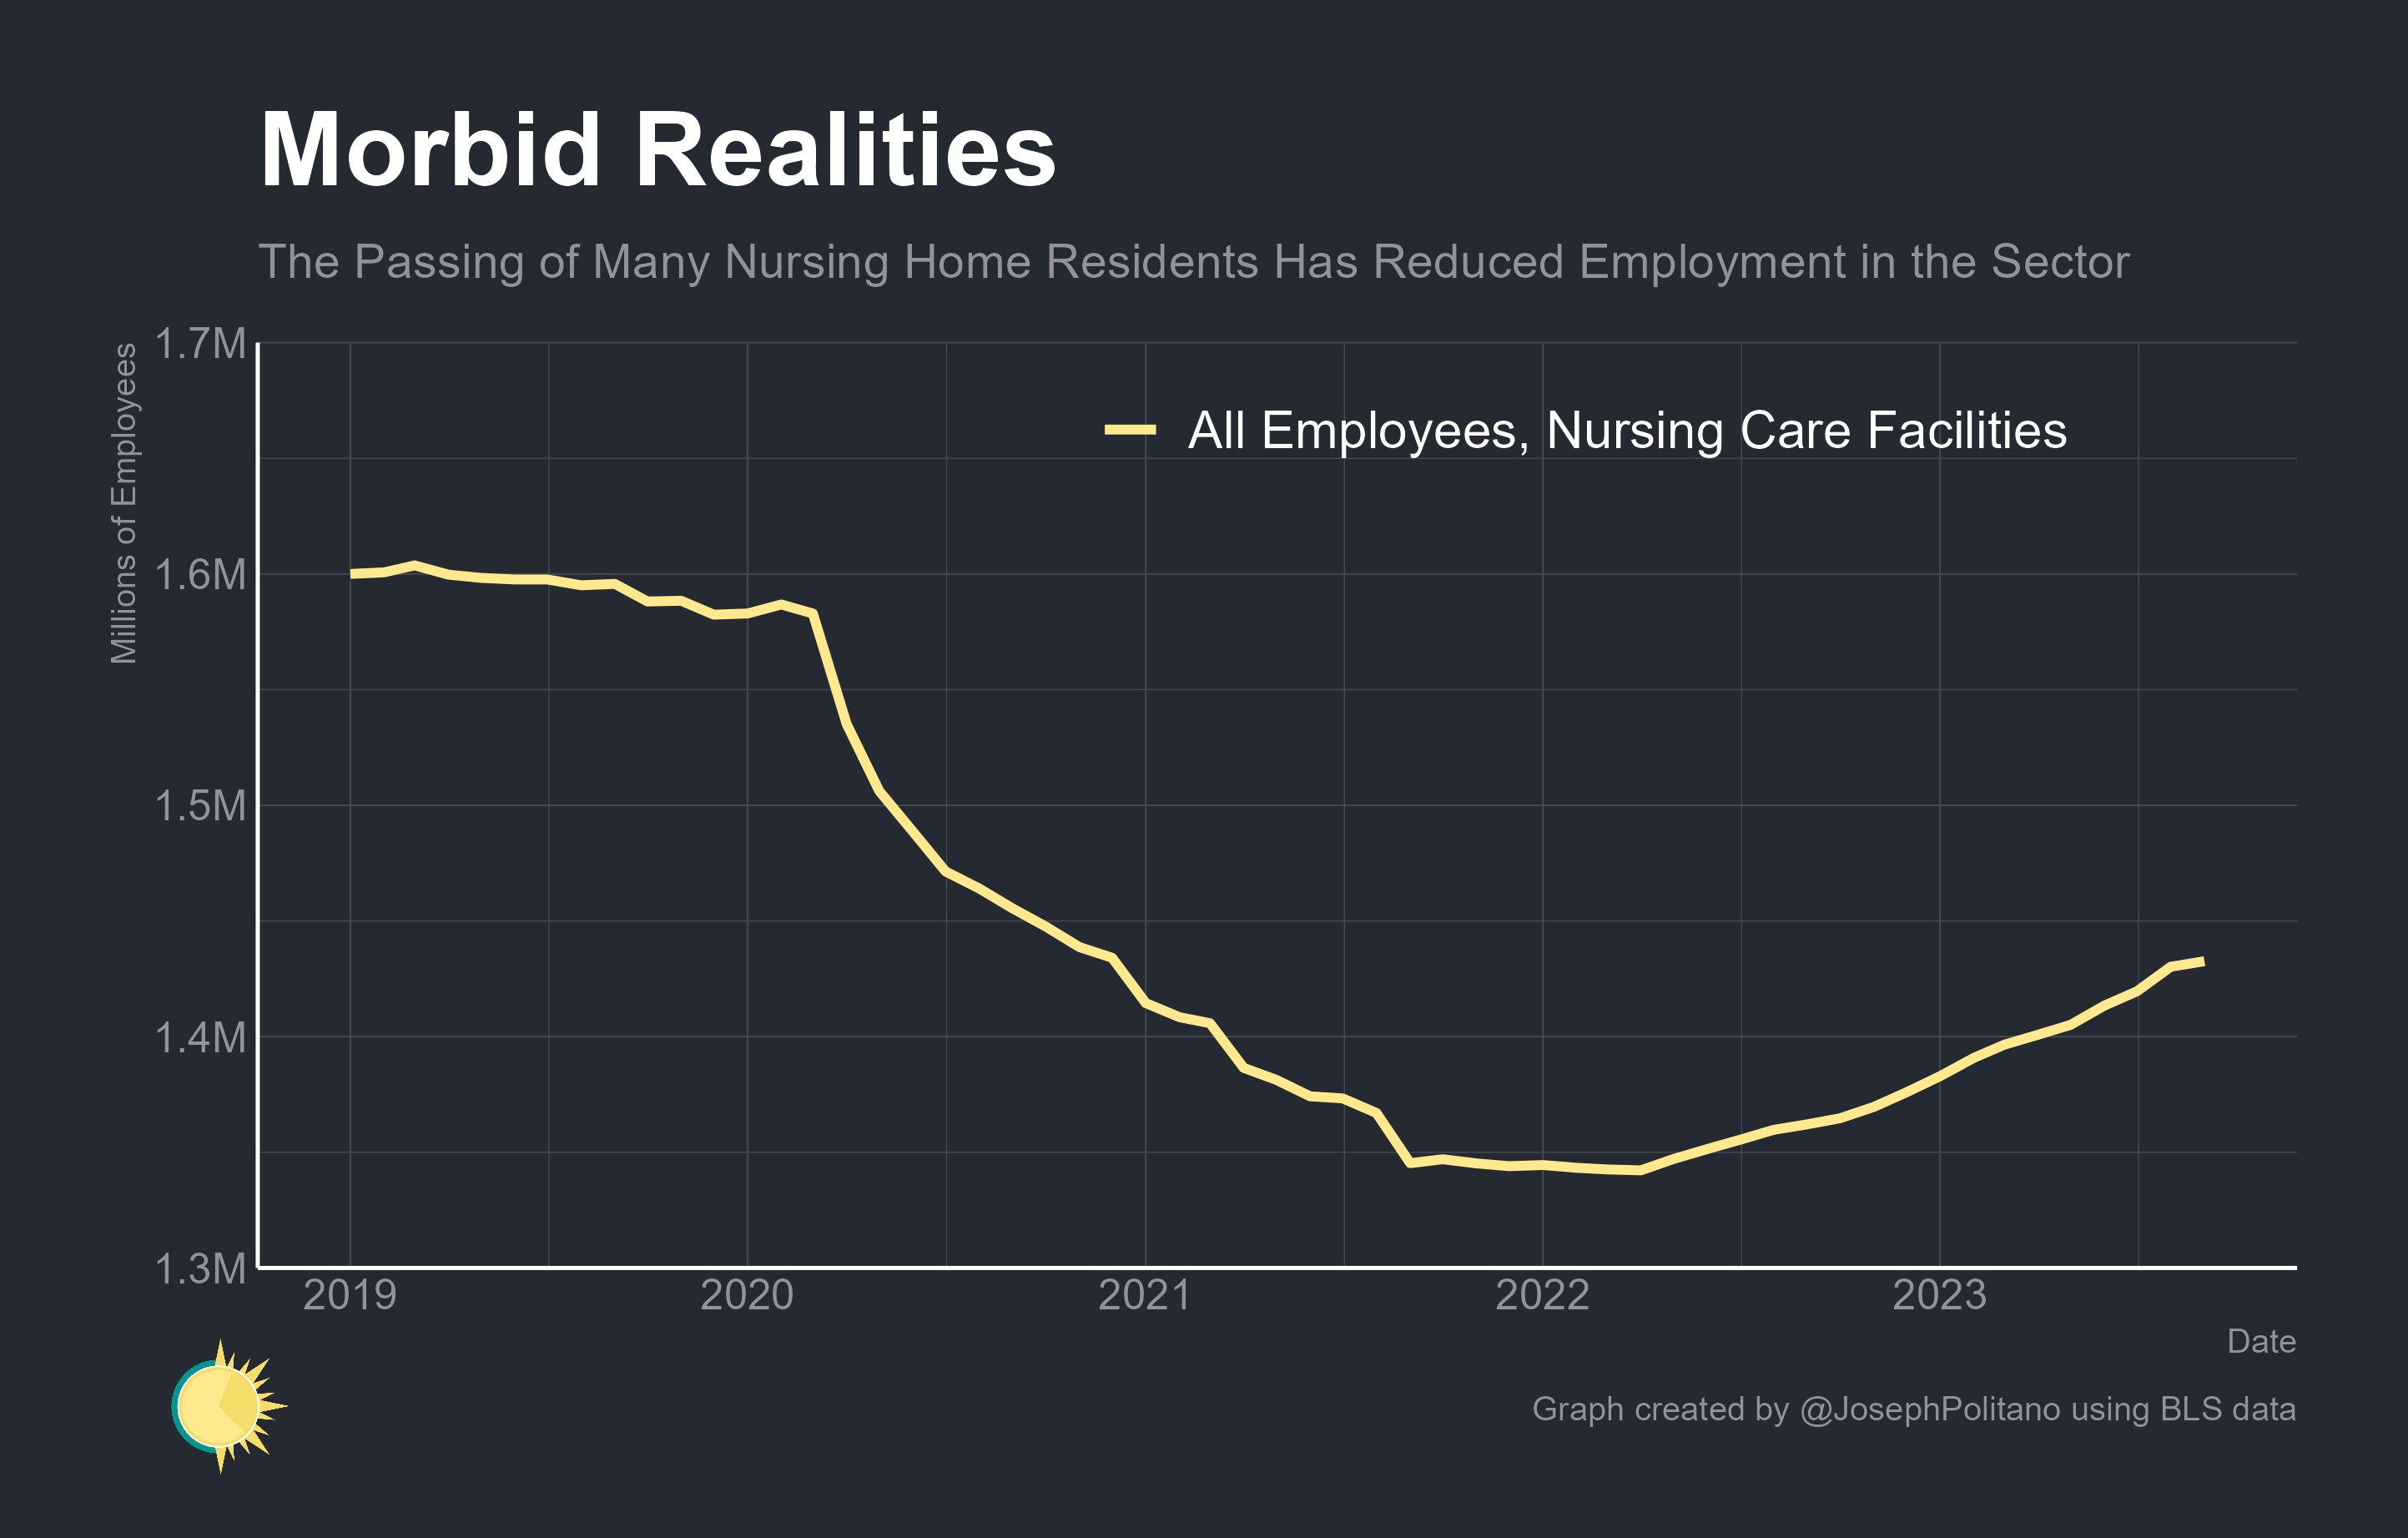 Morbid Realities
The Passing of Many Nursing Home Residents Has Reduced Employment in the Sector
Millions of Employees
1.7M
All Employees, Nursing Care Facilities
1.6M
1.5M
1.4M
1.3M
2019 2020 2021 2022 2023
Date
Graph created by @JosephPolitano using BLS data